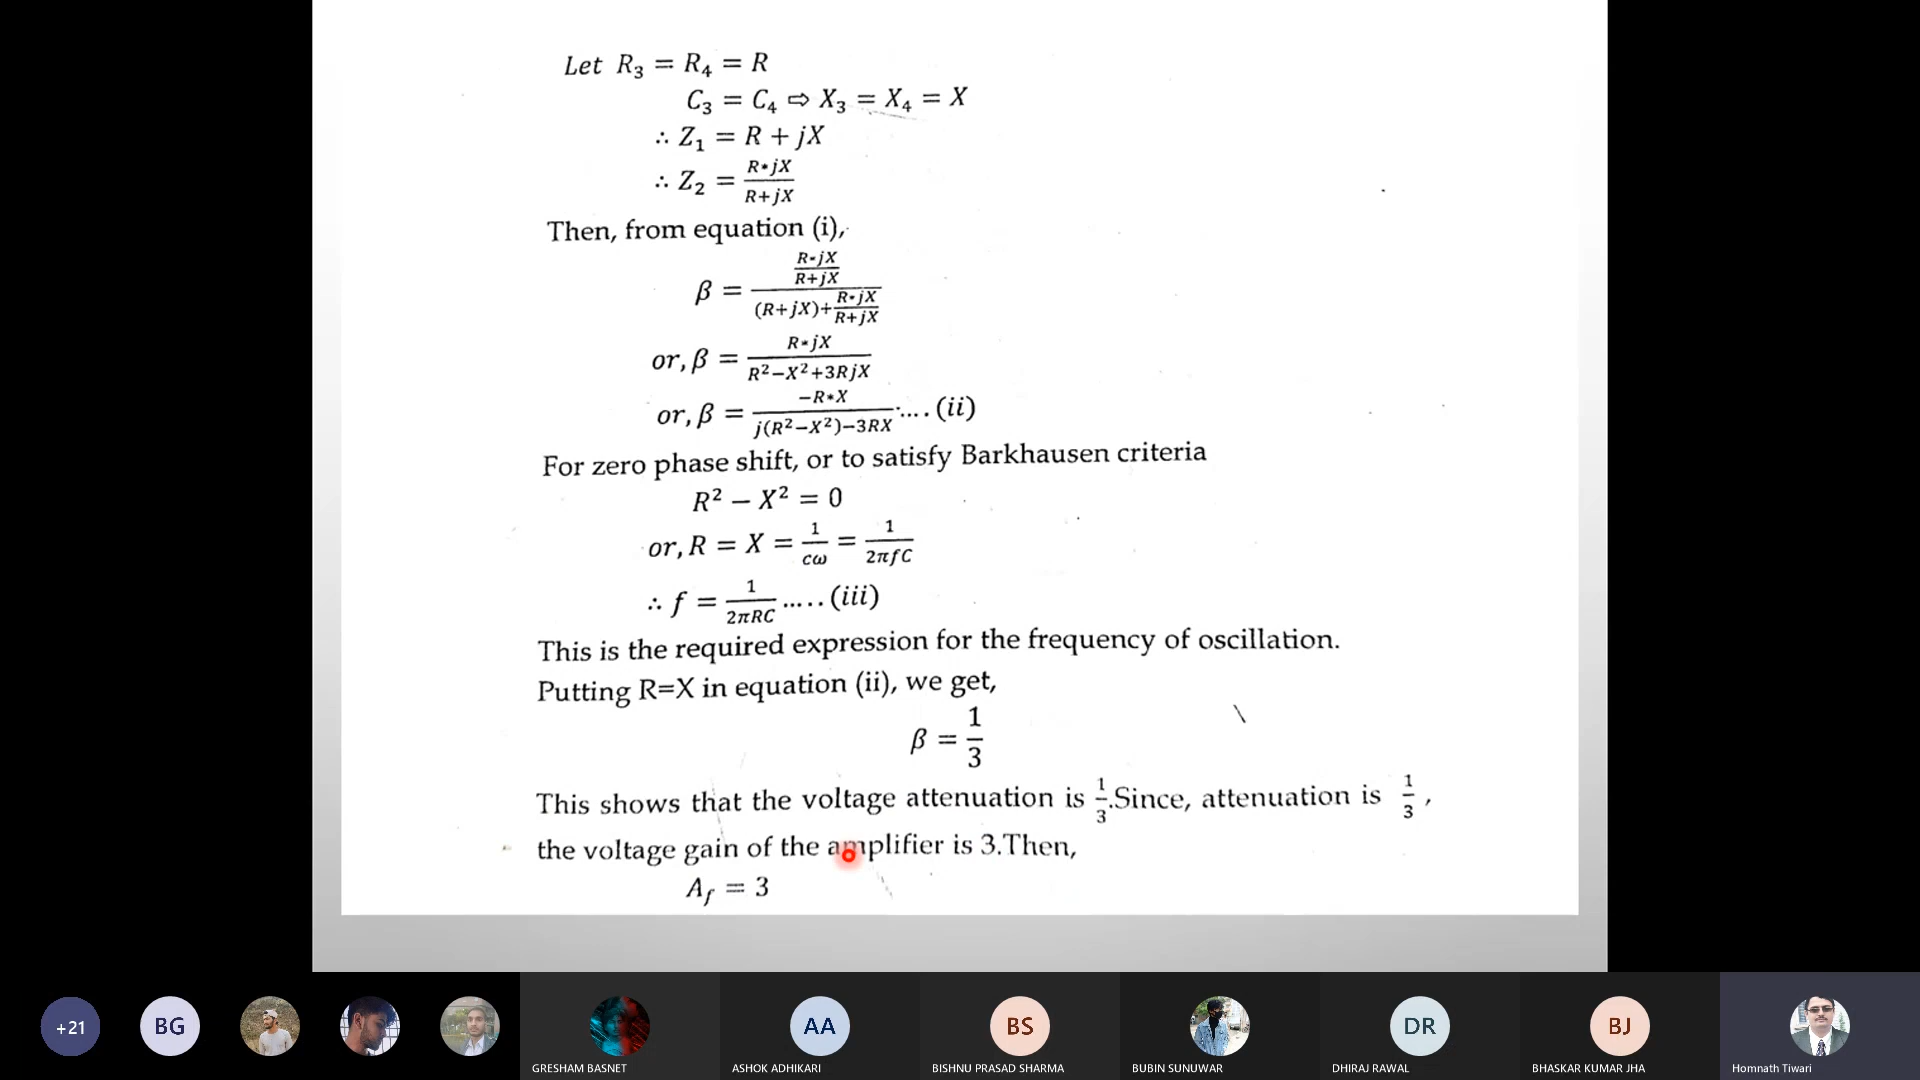 Let R₃ = R₄ = R
C₃ = C₄ ⇨ X₃ = X₄ = X
∴ Z₁ = R + jX
∴ Z₂ = R*jX / R+jX
Then, from equation (i),
β = (R*jX / R+jX) / ((R+jX)+ R*jX / R+jX)
or, β = R*jX / R²−X²+3RjX
or, β = −R*X / j(R²−X²)−3RX .... (ii)
For zero phase shift, or to satisfy Barkhausen criteria
R² − X² = 0
or, R = X = 1/cω = 1/2πfC
∴ f = 1/2πRC ..... (iii)
This is the required expression for the frequency of oscillation.
Putting R=X in equation (ii), we get,
β = 1/3
This shows that the voltage attenuation is 1/3.Since, attenuation is 1/3 ,
the voltage gain of the amplifier is 3.Then,
A_f = 3
+21
BG
GRESHAM BASNET
AA
ASHOK ADHIKARI
BS
BISHNU PRASAD SHARMA
BUBIN SUNUWAR
DR
DHIRAJ RAWAL
BJ
BHASKAR KUMAR JHA
Homnath Tiwari